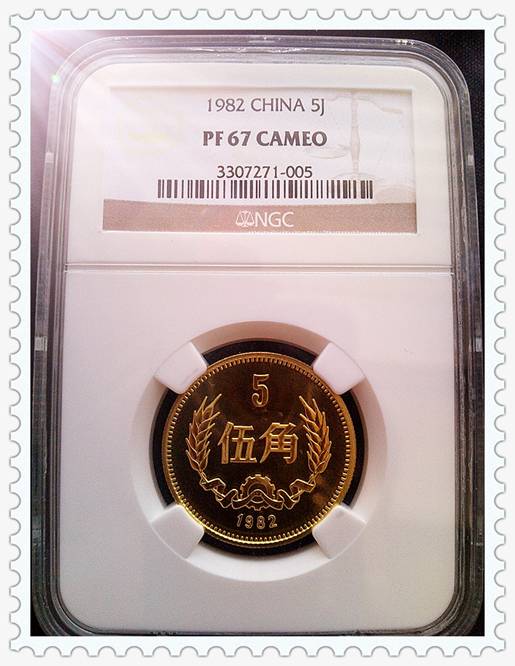 1982 CHINA 5J
PF 67 CAMEO
3307271-005
NGC
5
伍角
1982